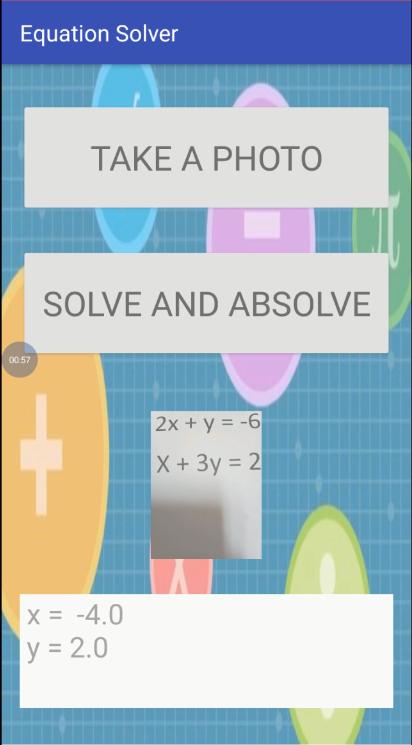 Equation Solver
TAKE A PHOTO
SOLVE AND ABSOLVE
00:57
2x + y = -6
X + 3y = 2
x = -4.0
y = 2.0